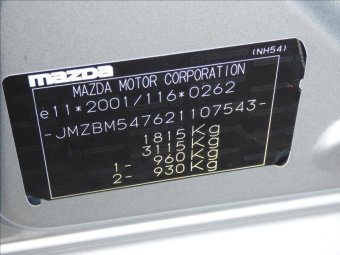 mazda
(NH54)
MAZDA MOTOR CORPORATION
e11*2001/116*0262
-JMZBM547621107543-
1815Kg
3115Kg
1- 960Kg
2- 930Kg